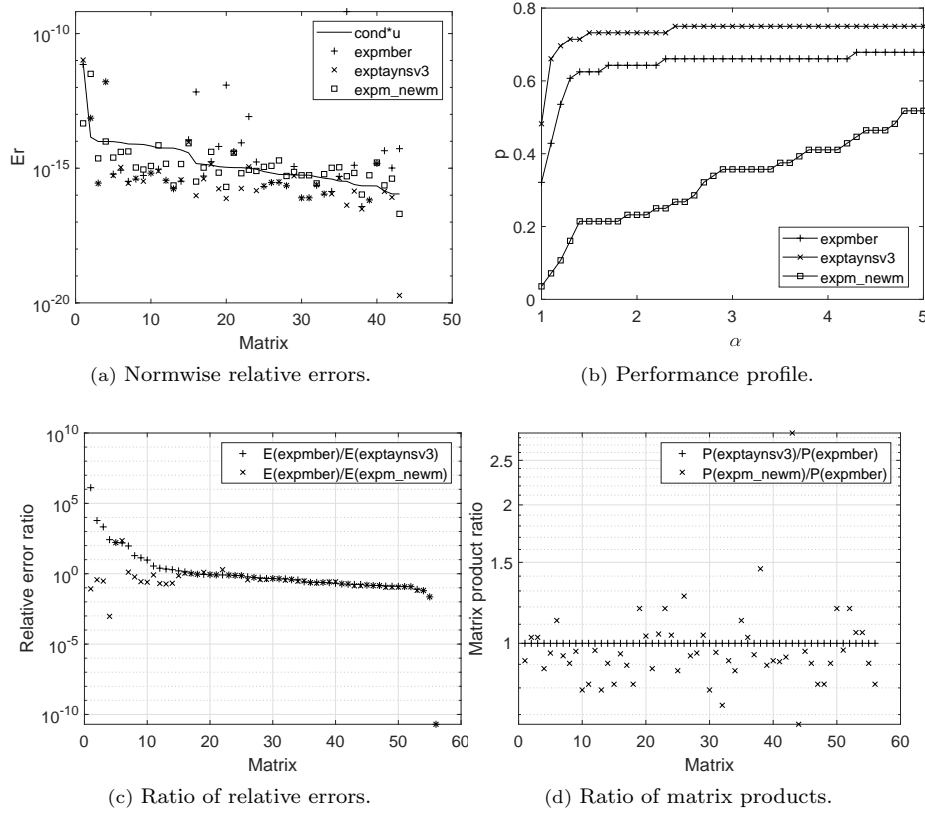 10^-10
10^-15
10^-20
Er
cond*u
expmber
exptaynsv3
expm_newm
0 10 20 30 40 50
Matrix
(a) Normwise relative errors.
0.8
0.6
0.4
0.2
0
p
expmber
exptaynsv3
expm_newm
1 2 3 4 5
α
(b) Performance profile.
10^10
10^5
10^0
10^-5
10^-10
Relative error ratio
E(expmber)/E(exptaynsv3)
E(expmber)/E(expm_newm)
0 10 20 30 40 50 60
Matrix
(c) Ratio of relative errors.
2.5
2
1.5
1
Matrix product ratio
P(exptaynsv3)/P(expmber)
P(expm_newm)/P(expmber)
0 10 20 30 40 50 60
Matrix
(d) Ratio of matrix products.